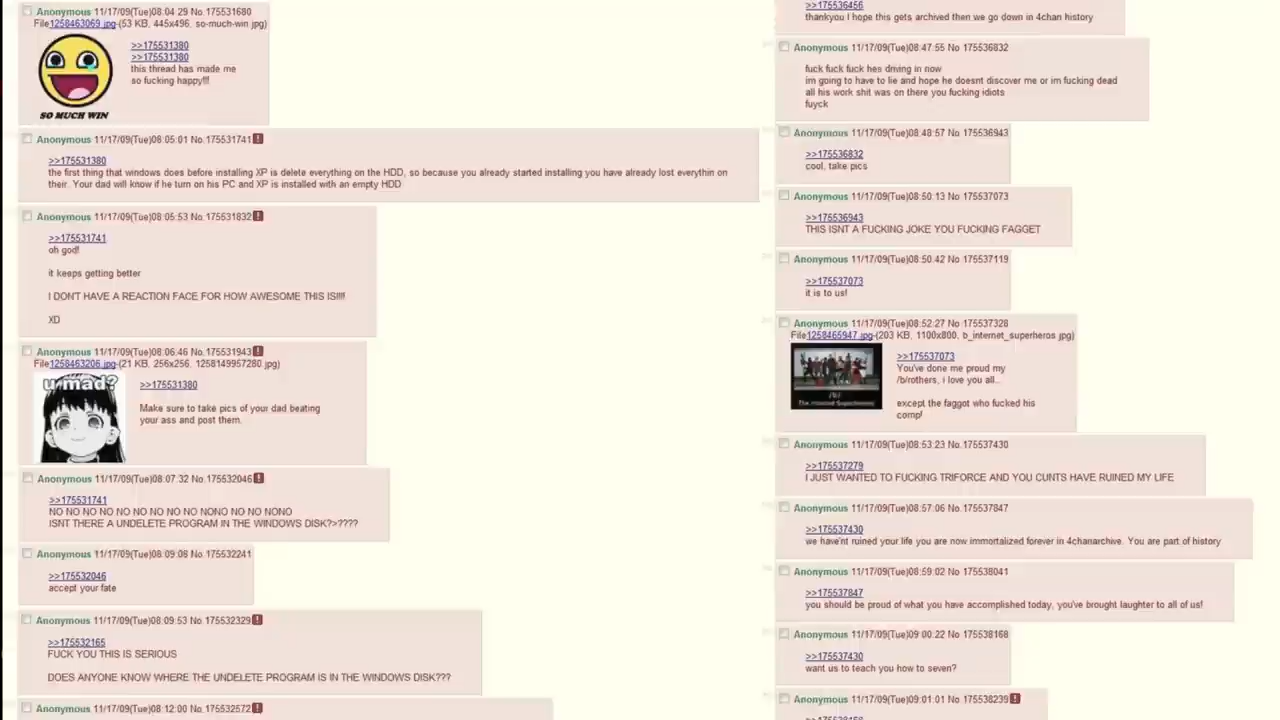 Anonymous 11/17/09(Tue)08:04:29 No.175531680
File1258463069.jpg-(53 KB, 445x496, so-much-win.jpg)
>>175531380
>>175531380
this thread has made me
so fucking happy!!!
SO MUCH WIN
Anonymous 11/17/09(Tue)08:05:01 No.175531741
>>175531380
the first thing that windows does before installing XP is delete everything on the HDD, so because you already started installing you have already lost everythin on
their. Your dad will know if he turn on his PC and XP is installed with an empty HDD
Anonymous 11/17/09(Tue)08:05:53 No.175531832
>>175531741
oh god!
it keeps getting better
I DON'T HAVE A REACTION FACE FOR HOW AWESOME THIS IS!!!!
XD
Anonymous 11/17/09(Tue)08:06:46 No.175531943
File1258463206.jpg-(21 KB, 256x256, 1258149957280.jpg)
u mad?
>>175531380
Make sure to take pics of your dad beating
your ass and post them.
Anonymous 11/17/09(Tue)08:07:32 No.175532046
>>175531741
NO NO NO NO NO NO NO NO NONO NO NO NONO
ISNT THERE A UNDELETE PROGRAM IN THE WINDOWS DISK?>????
Anonymous 11/17/09(Tue)08:09:06 No.175532241
>>175532046
accept your fate
Anonymous 11/17/09(Tue)08:09:53 No.175532329
>>175532165
FUCK YOU THIS IS SERIOUS
DOES ANYONE KNOW WHERE THE UNDELETE PROGRAM IS IN THE WINDOWS DISK???
Anonymous 11/17/09(Tue)08:12:00 No.175532572
>>175536456
thankyou I hope this gets archived then we go down in 4chan history
Anonymous 11/17/09(Tue)08:47:55 No.175536832
fuck fuck fuck hes driving in now
im going to have to lie and hope he doesnt discover me or im fucking dead
all his work shit was on there you fucking idiots
fuyck
Anonymous 11/17/09(Tue)08:48:57 No.175536943
>>175536832
cool, take pics
Anonymous 11/17/09(Tue)08:50:13 No.175537073
>>175536943
THIS ISNT A FUCKING JOKE YOU FUCKING FAGGET
Anonymous 11/17/09(Tue)08:50:42 No.175537119
>>175537073
it is to us!
Anonymous 11/17/09(Tue)08:52:27 No.175537328
File1258465947.jpg-(203 KB, 1100x800, b_internet_superheros.jpg)
>>175537073
You've done me proud my
/b/rothers, i love you all...
except the faggot who fucked his
comp!
/b/
Anonymous 11/17/09(Tue)08:53:23 No.175537430
>>175537279
I JUST WANTED TO FUCKING TRIFORCE AND YOU CUNTS HAVE RUINED MY LIFE
Anonymous 11/17/09(Tue)08:57:06 No.175537847
>>175537430
we have'nt ruined your life you are now immortalized forever in 4chanarchive. You are part of history
Anonymous 11/17/09(Tue)08:59:02 No.175538041
>>175537847
you should be proud of what you have accomplished today, you've brought laughter to all of us!
Anonymous 11/17/09(Tue)09:00:22 No.175538168
>>175537430
want us to teach you how to seven?
Anonymous 11/17/09(Tue)09:01:01 No.175538239